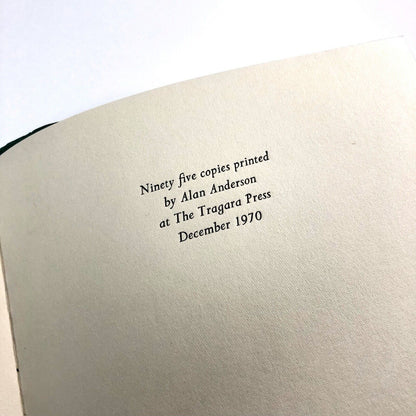 Ninety five copies printed
by Alan Anderson
at The Tragara Press
December 1970